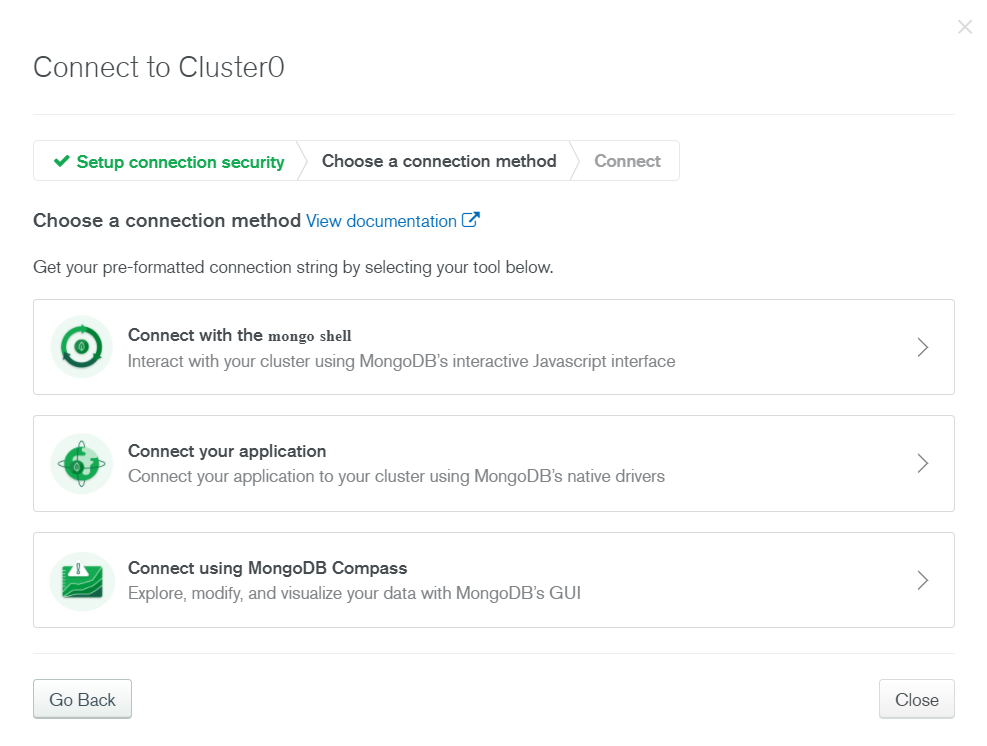 Connect to Cluster0
Setup connection security
Choose a connection method
Connect
Choose a connection method View documentation
Get your pre-formatted connection string by selecting your tool below.
Connect with the mongo shell
Interact with your cluster using MongoDB's interactive Javascript interface
Connect your application
Connect your application to your cluster using MongoDB's native drivers
Connect using MongoDB Compass
Explore, modify, and visualize your data with MongoDB's GUI
Go Back
Close